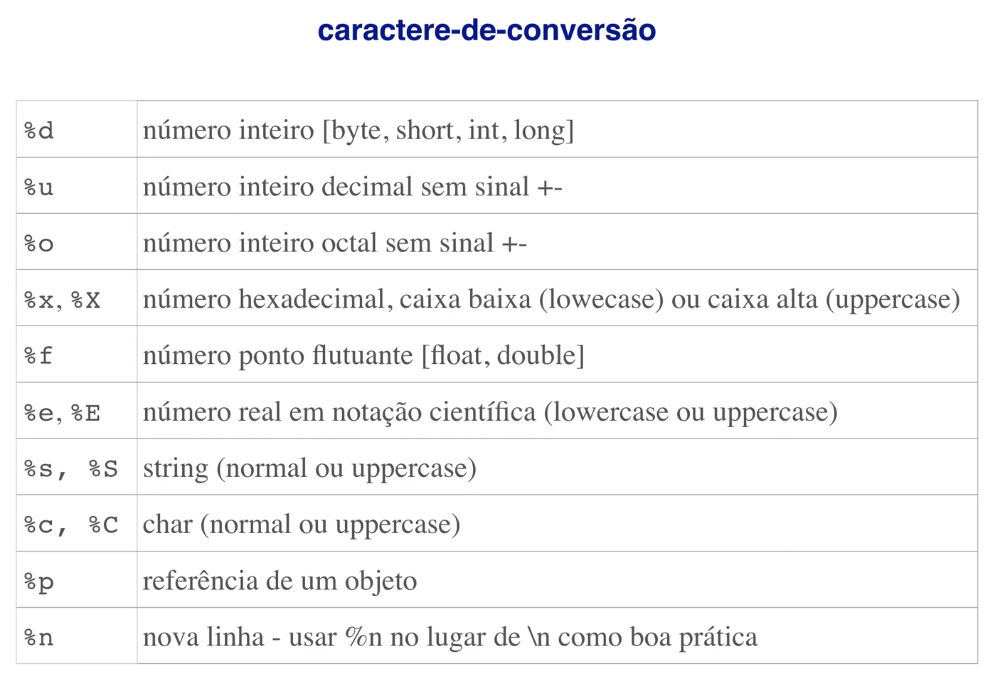 caractere-de-conversão
%d número inteiro [byte, short, int, long]
%u número inteiro decimal sem sinal +-
%o número inteiro octal sem sinal +-
%x, %X número hexadecimal, caixa baixa (lowecase) ou caixa alta (uppercase)
%f número ponto flutuante [float, double]
%e, %E número real em notação científica (lowercase ou uppercase)
%s, %S string (normal ou uppercase)
%c, %C char (normal ou uppercase)
%p referência de um objeto
%n nova linha - usar %n no lugar de \n como boa prática